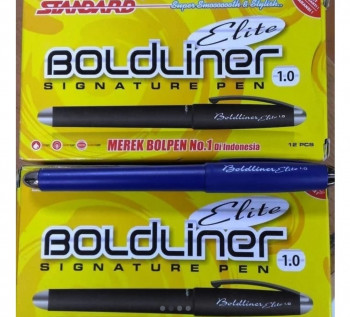 STANDARD
Super Smooooooth & Stylish...
Elite
BOLDLINER 1.0
SIGNATURE PEN
Boldliner Elite 1.0
MEREK BOLPEN No.1 Di Indonesia
12 PCS
Boldliner Elite 1.0
Elite
BOLDLINER 1.0
SIGNATURE PEN
Boldliner Elite 1.0